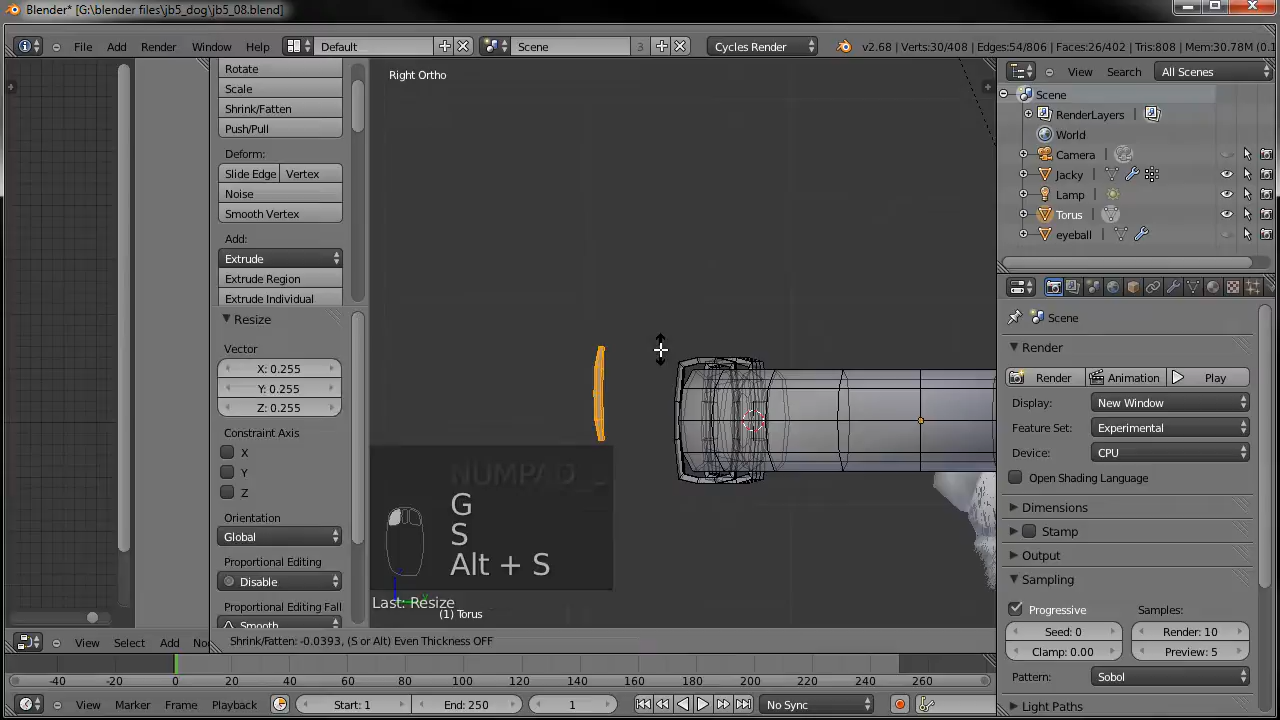 Blender* [G:\blender files\jb5_dog\jb5_08.blend]
File Add Render Window Help Default Scene 3 Cycles Render v2.68 | Verts:30/408 | Edges:54/806 | Faces:26/402 | Tris:808 | Mem:30.78M (0.1
Rotate
Scale
Shrink/Fatten
Push/Pull
Deform:
Slide Edge Vertex
Noise
Smooth Vertex
Add:
Extrude
Extrude Region
Extrude Individual
Resize
Vector
X: 0.255
Y: 0.255
Z: 0.255
Constraint Axis
X
Y
Z
Orientation
Global
Proportional Editing
Disable
Proportional Editing Fall
Smooth
Right Ortho
G
S
Alt + S
Last: Resize
(1) Torus
Select Add No
Shrink/Fatten: -0.0393, (S or Alt) Even Thickness OFF
View Search All Scenes
Scene
RenderLayers
World
Camera
Jacky
Lamp
Torus
eyeball
Scene
Render
Render Animation Play
Display: New Window
Feature Set: Experimental
Device: CPU
Open Shading Language
Dimensions
Stamp
Output
Sampling
Progressive Samples:
Seed: 0 Render: 10
Clamp: 0.00 Preview: 5
Pattern: Sobol
Light Paths
View
-40 -20 0 20 40 60 80 100 120 140 160 180 200 220 240 260
View Marker Frame Playback Start: 1 End: 250 1 No Sync